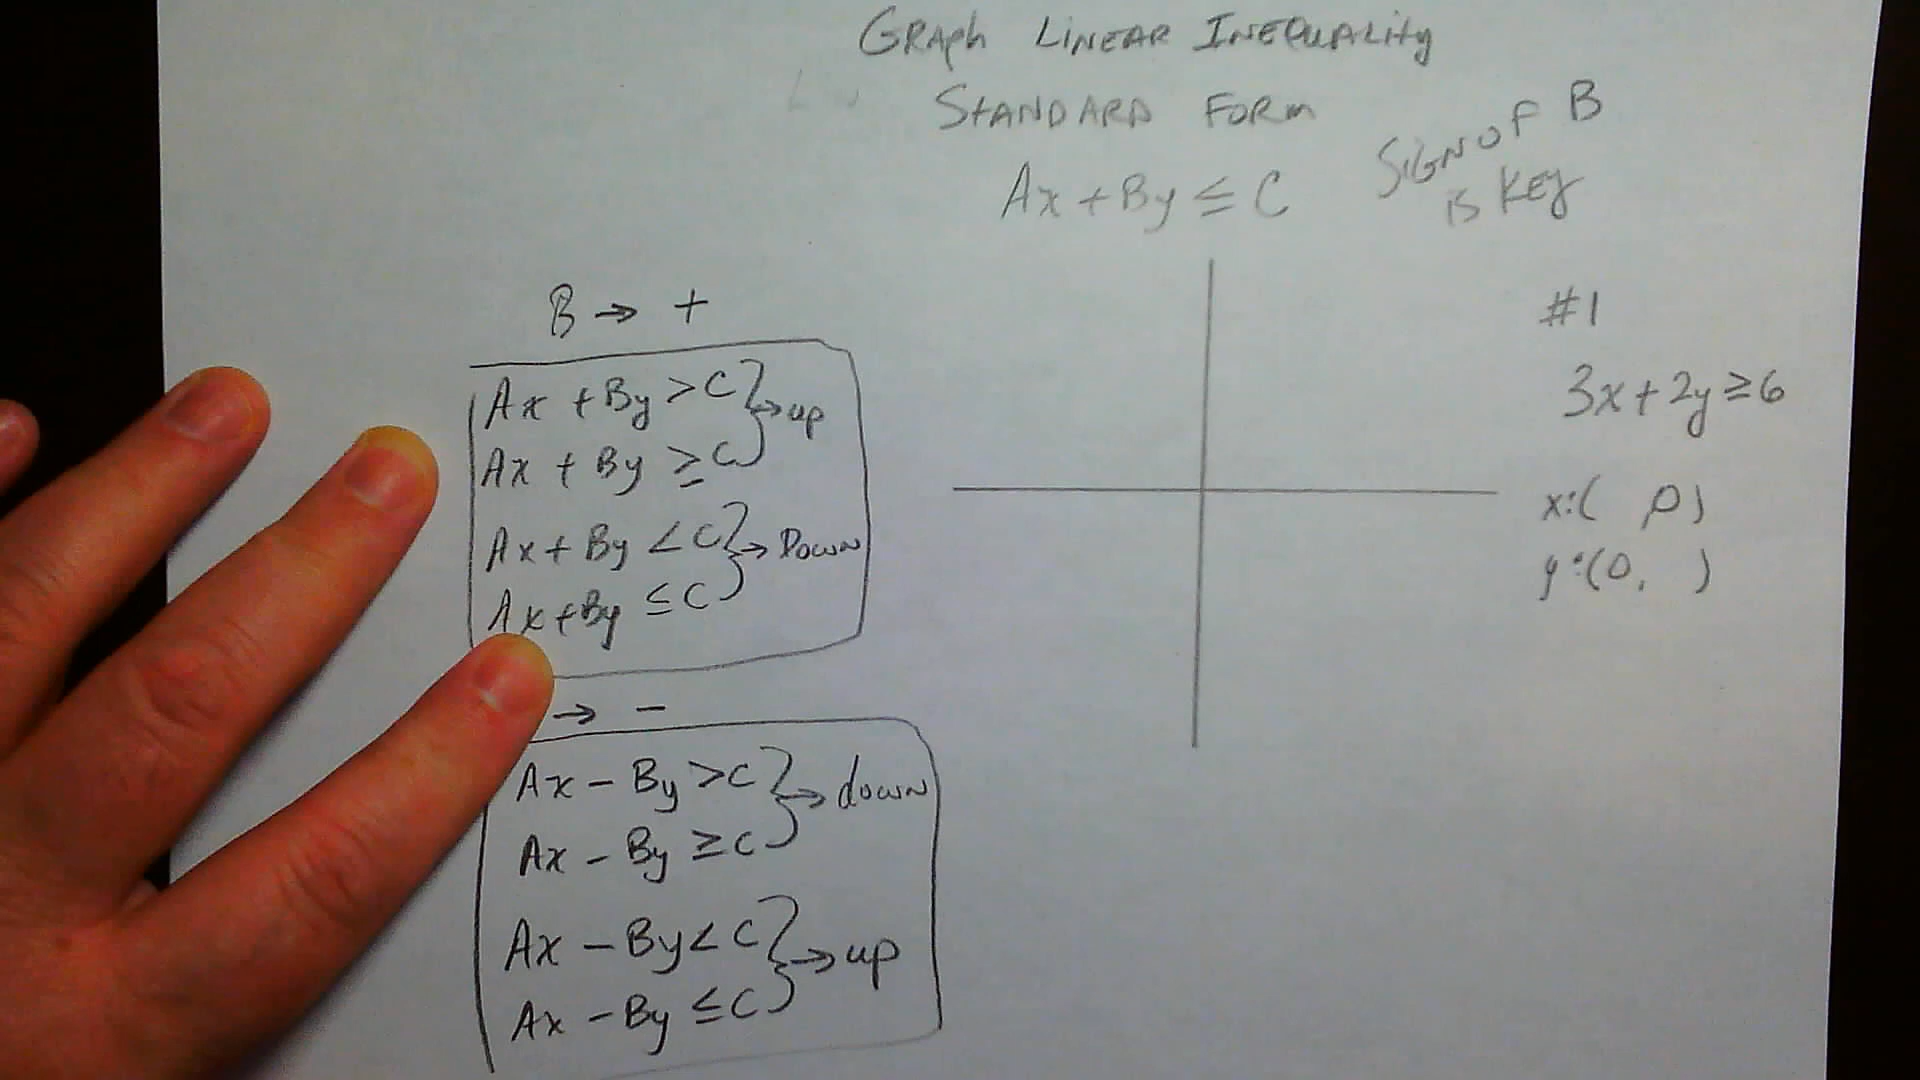 GRAPh LINEAR INEQUALITY
STANDARD FORM
Ax + By ≤ C
SIGN OF B
is KEy
B → +
Ax + By > C
Ax + By ≥ C
→ up
Ax + By < C
Ax + By ≤ C
→ DOWN
→ -
Ax - By > C
Ax - By ≥ C
→ down
Ax - By < C
Ax - By ≤ C
→ up
#1
3x + 2y ≥ 6
x: ( ,0)
y: (0, )